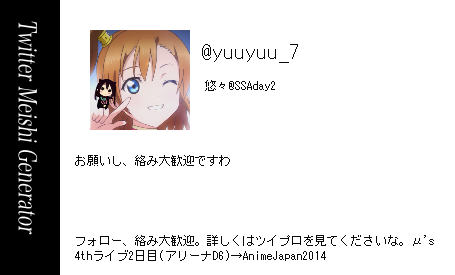 Twitter Meishi Generator
@yuuyuu_7
悠々@SSAday2
お願いし、絡み大歓迎ですわ
フォロー、絡み大歓迎。詳しくはツイプロを見てくださいな。μ's
4thライブ2日目(アリーナD6)→AnimeJapan2014